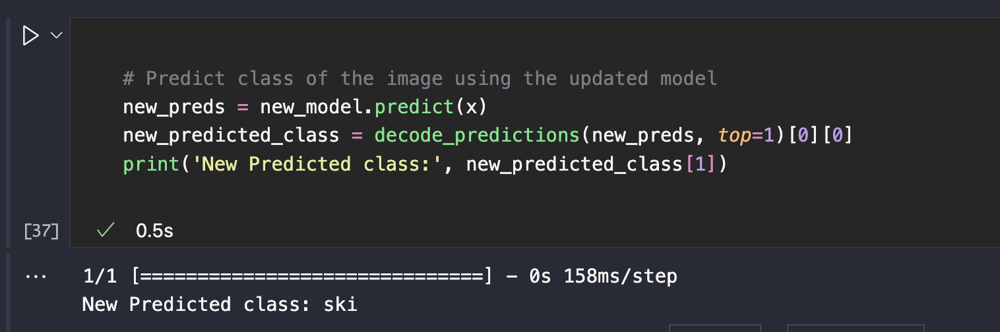 # Predict class of the image using the updated model
new_preds = new_model.predict(x)
new_predicted_class = decode_predictions(new_preds, top=1)[0][0]
print('New Predicted class:', new_predicted_class[1])
[37] ✓ 0.5s
... 1/1 [==============================] - 0s 158ms/step
New Predicted class: ski